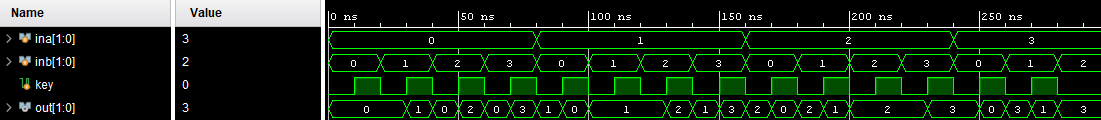 Name Value 0 ns 50 ns 100 ns 150 ns 200 ns 250 ns
ina[1:0] 3 0 1 2 3
inb[1:0] 2 0 1 2 3 0 1 2 3 0 1 2 3 0 1 2
key 0
out[1:0] 3 0 1 0 2 0 3 1 0 1 2 1 3 2 0 2 1 2 3 0 3 1 3